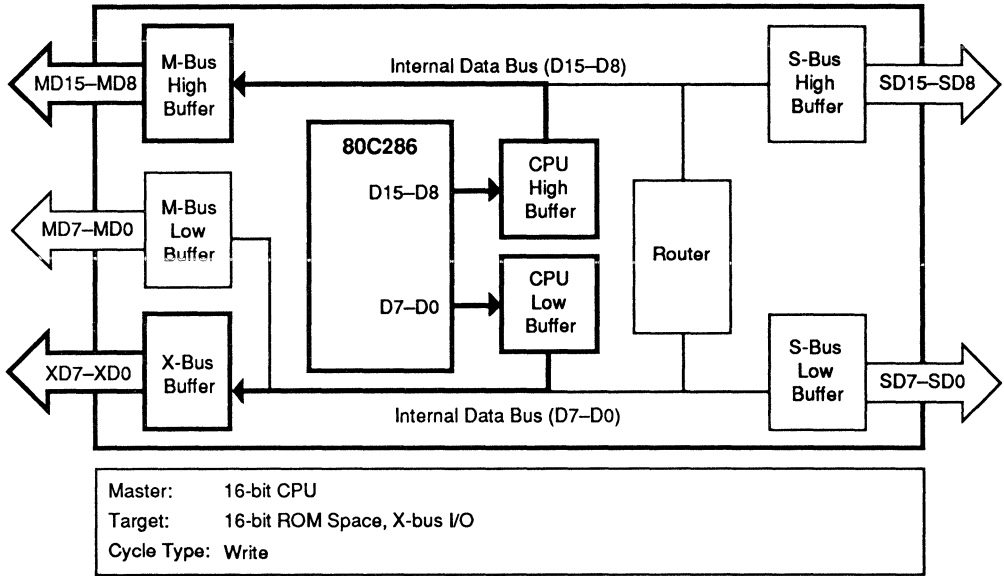 Internal Data Bus (D15–D8)
MD15–MD8
M-Bus
High
Buffer
S-Bus
High
Buffer
SD15–SD8
80C286
D15–D8
CPU
High
Buffer
MD7–MD0
M-Bus
Low
Buffer
Router
D7–D0
CPU
Low
Buffer
XD7–XD0
X-Bus
Buffer
S-Bus
Low
Buffer
SD7–SD0
Internal Data Bus (D7–D0)
Master: 16-bit CPU
Target: 16-bit ROM Space, X-bus I/O
Cycle Type: Write